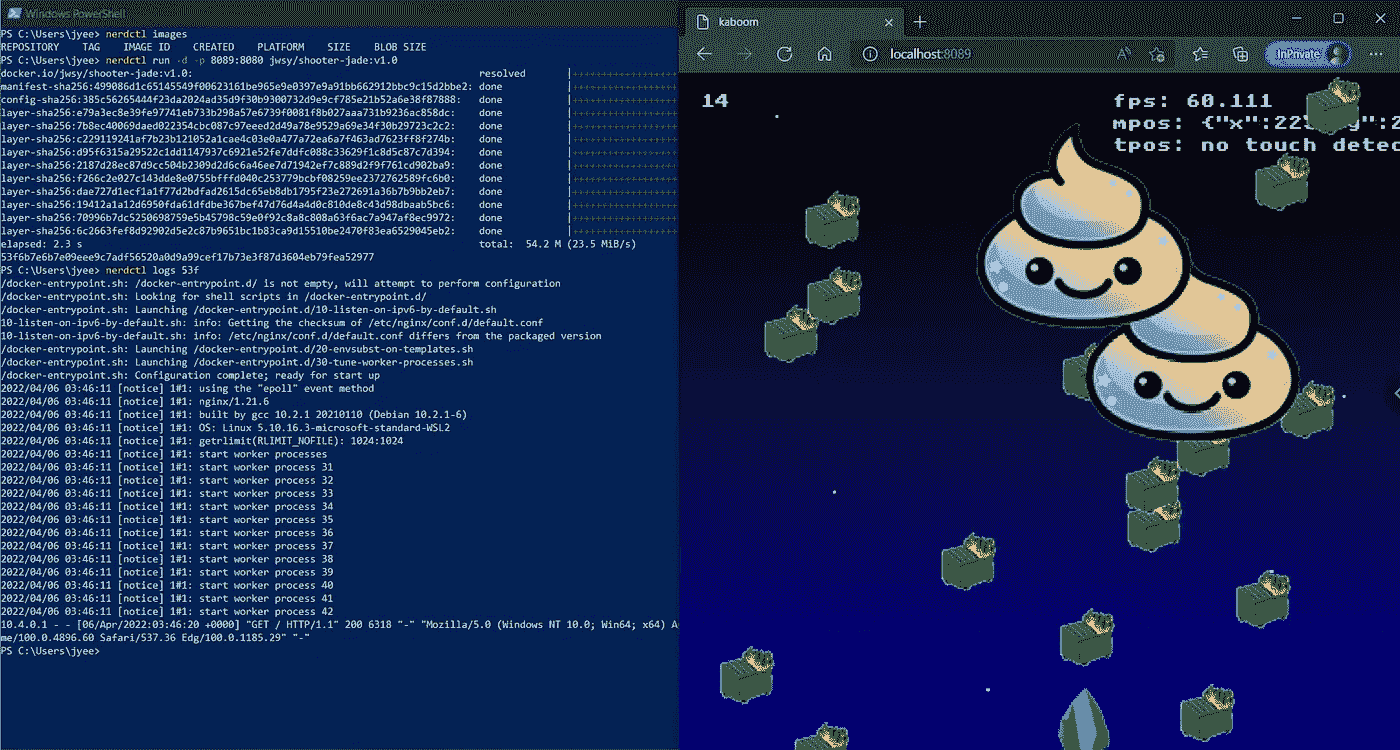 Windows PowerShell
PS C:\Users\jyee> nerdctl images
REPOSITORY    TAG    IMAGE ID    CREATED    PLATFORM    SIZE    BLOB SIZE
PS C:\Users\jyee> nerdctl run -d -p 8089:8080 jwsy/shooter-jade:v1.0
docker.io/jwsy/shooter-jade:v1.0: resolved
manifest-sha256:499086d1c65145549f00623161be965e9e0397e9a91bb662912bbc9c15d2bbe2: done
config-sha256:385c56265444f23da2024ad35d9f30b9300732d9e9cf785e21b52a6e38f87888: done
layer-sha256:e79a3ec8e39fe97741eb733b298a57e6739f0081f8b027aaa731b9236ac858dc: done
layer-sha256:7b8ec40069daed022354cbc087c97eeed2d49a78e9529a69e34f30b29723c2c2: done
layer-sha256:c229119241af7b23b121052a1cae4c03e0a477a72ea6a7f463ad7623ff8f274b: done
layer-sha256:d95f6315a29522c1dd1147937c6921e52fe7ddfc088c33629f1c8d5c87c7d394: done
layer-sha256:2187d28ec87d9cc504b2309d2d6c6a46ee7d71942ef7c889d2f9f761cd902ba9: done
layer-sha256:f266c2e027c143dde8e0755bfffd040c253779bcbf08259ee2372762589fc6b0: done
layer-sha256:dae727d1ecf1a1f77d2bdfad2615dc65eb8db1795f23e272691a36b7b9bb2eb7: done
layer-sha256:19412a1a12d6950fda61dfdbe367bef47d76d4a4d0c810de8c43d98dbaab5bc6: done
layer-sha256:70996b7dc5250698759e5b45798c59e0f92c8a8c808a63f6ac7a947af8ec9972: done
layer-sha256:6c2663fef8d92902d5e2c87b9651bc1b83ca9d15510be2470f83ea6529045eb2: done
elapsed: 2.3 s total: 54.2 M (23.5 MiB/s)
53f6b7e6b7e09eee9c7adf56520a0d9a99cef17b73e3f87d3604eb79fea52977
PS C:\Users\jyee> nerdctl logs 53f
/docker-entrypoint.sh: /docker-entrypoint.d/ is not empty, will attempt to perform configuration
/docker-entrypoint.sh: Looking for shell scripts in /docker-entrypoint.d/
/docker-entrypoint.sh: Launching /docker-entrypoint.d/10-listen-on-ipv6-by-default.sh
10-listen-on-ipv6-by-default.sh: info: Getting the checksum of /etc/nginx/conf.d/default.conf
10-listen-on-ipv6-by-default.sh: info: /etc/nginx/conf.d/default.conf differs from the packaged version
/docker-entrypoint.sh: Launching /docker-entrypoint.d/20-envsubst-on-templates.sh
/docker-entrypoint.sh: Launching /docker-entrypoint.d/30-tune-worker-processes.sh
/docker-entrypoint.sh: Configuration complete; ready for start up
2022/04/06 03:46:11 [notice] 1#1: using the "epoll" event method
2022/04/06 03:46:11 [notice] 1#1: nginx/1.21.6
2022/04/06 03:46:11 [notice] 1#1: built by gcc 10.2.1 20210110 (Debian 10.2.1-6)
2022/04/06 03:46:11 [notice] 1#1: OS: Linux 5.10.16.3-microsoft-standard-WSL2
2022/04/06 03:46:11 [notice] 1#1: getrlimit(RLIMIT_NOFILE): 1024:1024
2022/04/06 03:46:11 [notice] 1#1: start worker processes
2022/04/06 03:46:11 [notice] 1#1: start worker process 31
2022/04/06 03:46:11 [notice] 1#1: start worker process 32
2022/04/06 03:46:11 [notice] 1#1: start worker process 33
2022/04/06 03:46:11 [notice] 1#1: start worker process 34
2022/04/06 03:46:11 [notice] 1#1: start worker process 35
2022/04/06 03:46:11 [notice] 1#1: start worker process 36
2022/04/06 03:46:11 [notice] 1#1: start worker process 37
2022/04/06 03:46:11 [notice] 1#1: start worker process 38
2022/04/06 03:46:11 [notice] 1#1: start worker process 39
2022/04/06 03:46:11 [notice] 1#1: start worker process 40
2022/04/06 03:46:11 [notice] 1#1: start worker process 41
2022/04/06 03:46:11 [notice] 1#1: start worker process 42
10.4.0.1 - - [06/Apr/2022:03:46:20 +0000] "GET / HTTP/1.1" 200 6318 "-" "Mozilla/5.0 (Windows NT 10.0; Win64; x64) A
me/100.0.4896.60 Safari/537.36 Edg/100.0.1185.29" "-"
PS C:\Users\jyee>
kaboom
localhost:8089
InPrivate
14
fps: 60.111
mpos: {"x":22
tpos: no touch detec